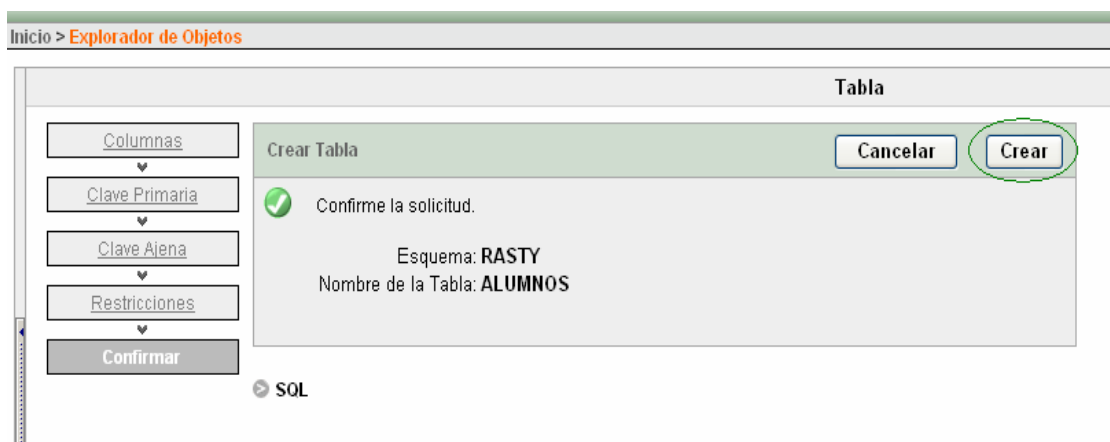 Inicio > Explorador de Objetos
Tabla
Columnas
Clave Primaria
Clave Ajena
Restricciones
Confirmar
Crear Tabla
Cancelar
Crear
Confirme la solicitud.
Esquema: RASTY
Nombre de la Tabla: ALUMNOS
SQL